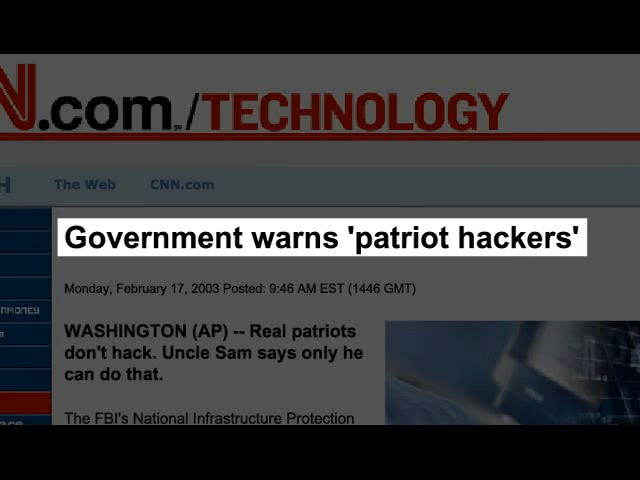 N.com./TECHNOLOGY
H The Web CNN.com
Government warns 'patriot hackers'
Monday, February 17, 2003 Posted: 9:46 AM EST (1446 GMT)
nmoney
WASHINGTON (AP) -- Real patriots
don't hack. Uncle Sam says only he
can do that.
The FBI's National Infrastructure Protection